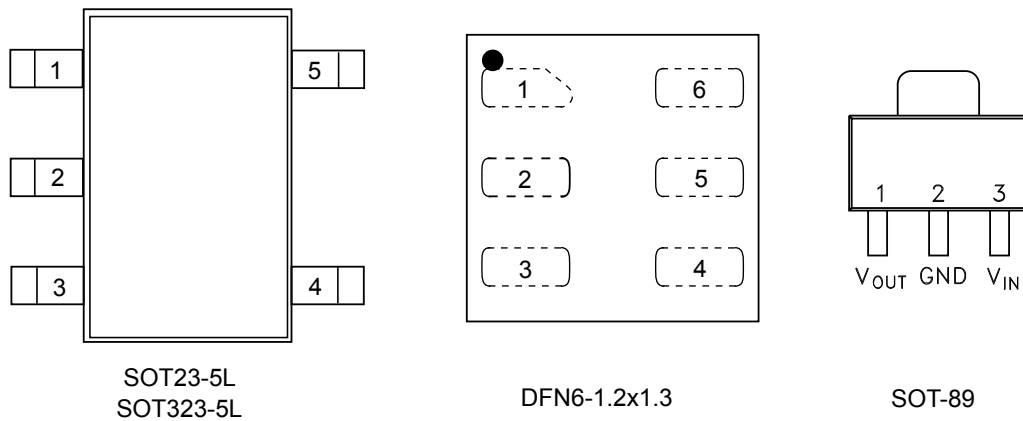 1
5
2
3
4
SOT23-5L
SOT323-5L
1
6
2
5
3
4
DFN6-1.2x1.3
1 2 3
VOUT GND VIN
SOT-89